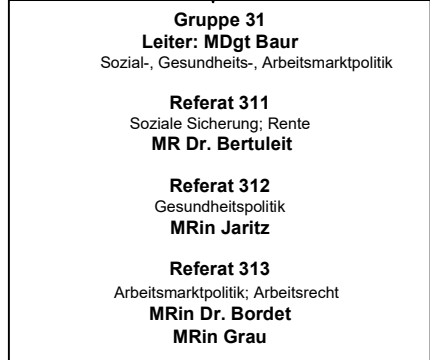 Gruppe 31
Leiter: MDgt Baur
Sozial-, Gesundheits-, Arbeitsmarktpolitik
Referat 311
Soziale Sicherung; Rente
MR Dr. Bertuleit
Referat 312
Gesundheitspolitik
MRin Jaritz
Referat 313
Arbeitsmarktpolitik; Arbeitsrecht
MRin Dr. Bordet
MRin Grau